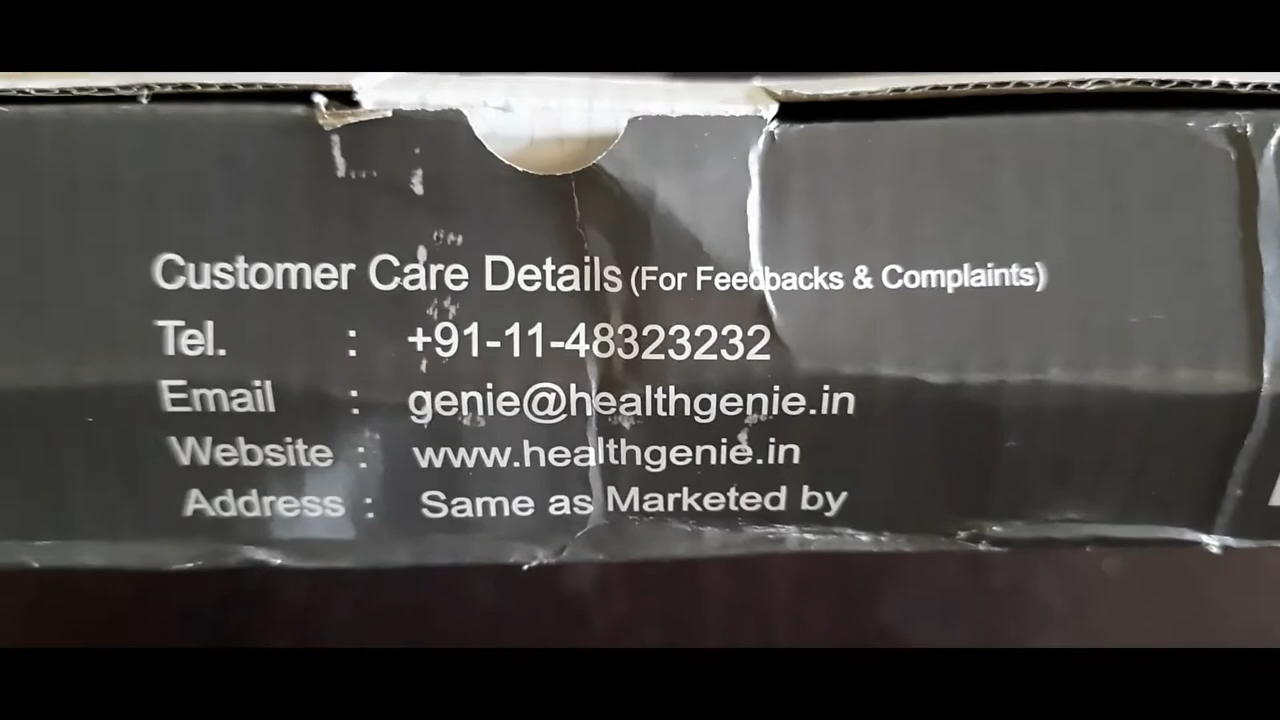 Customer Care Details (For Feedbacks & Complaints)
Tel. : +91-11-48323232
Email : genie@healthgenie.in
Website : www.healthgenie.in
Address : Same as Marketed by